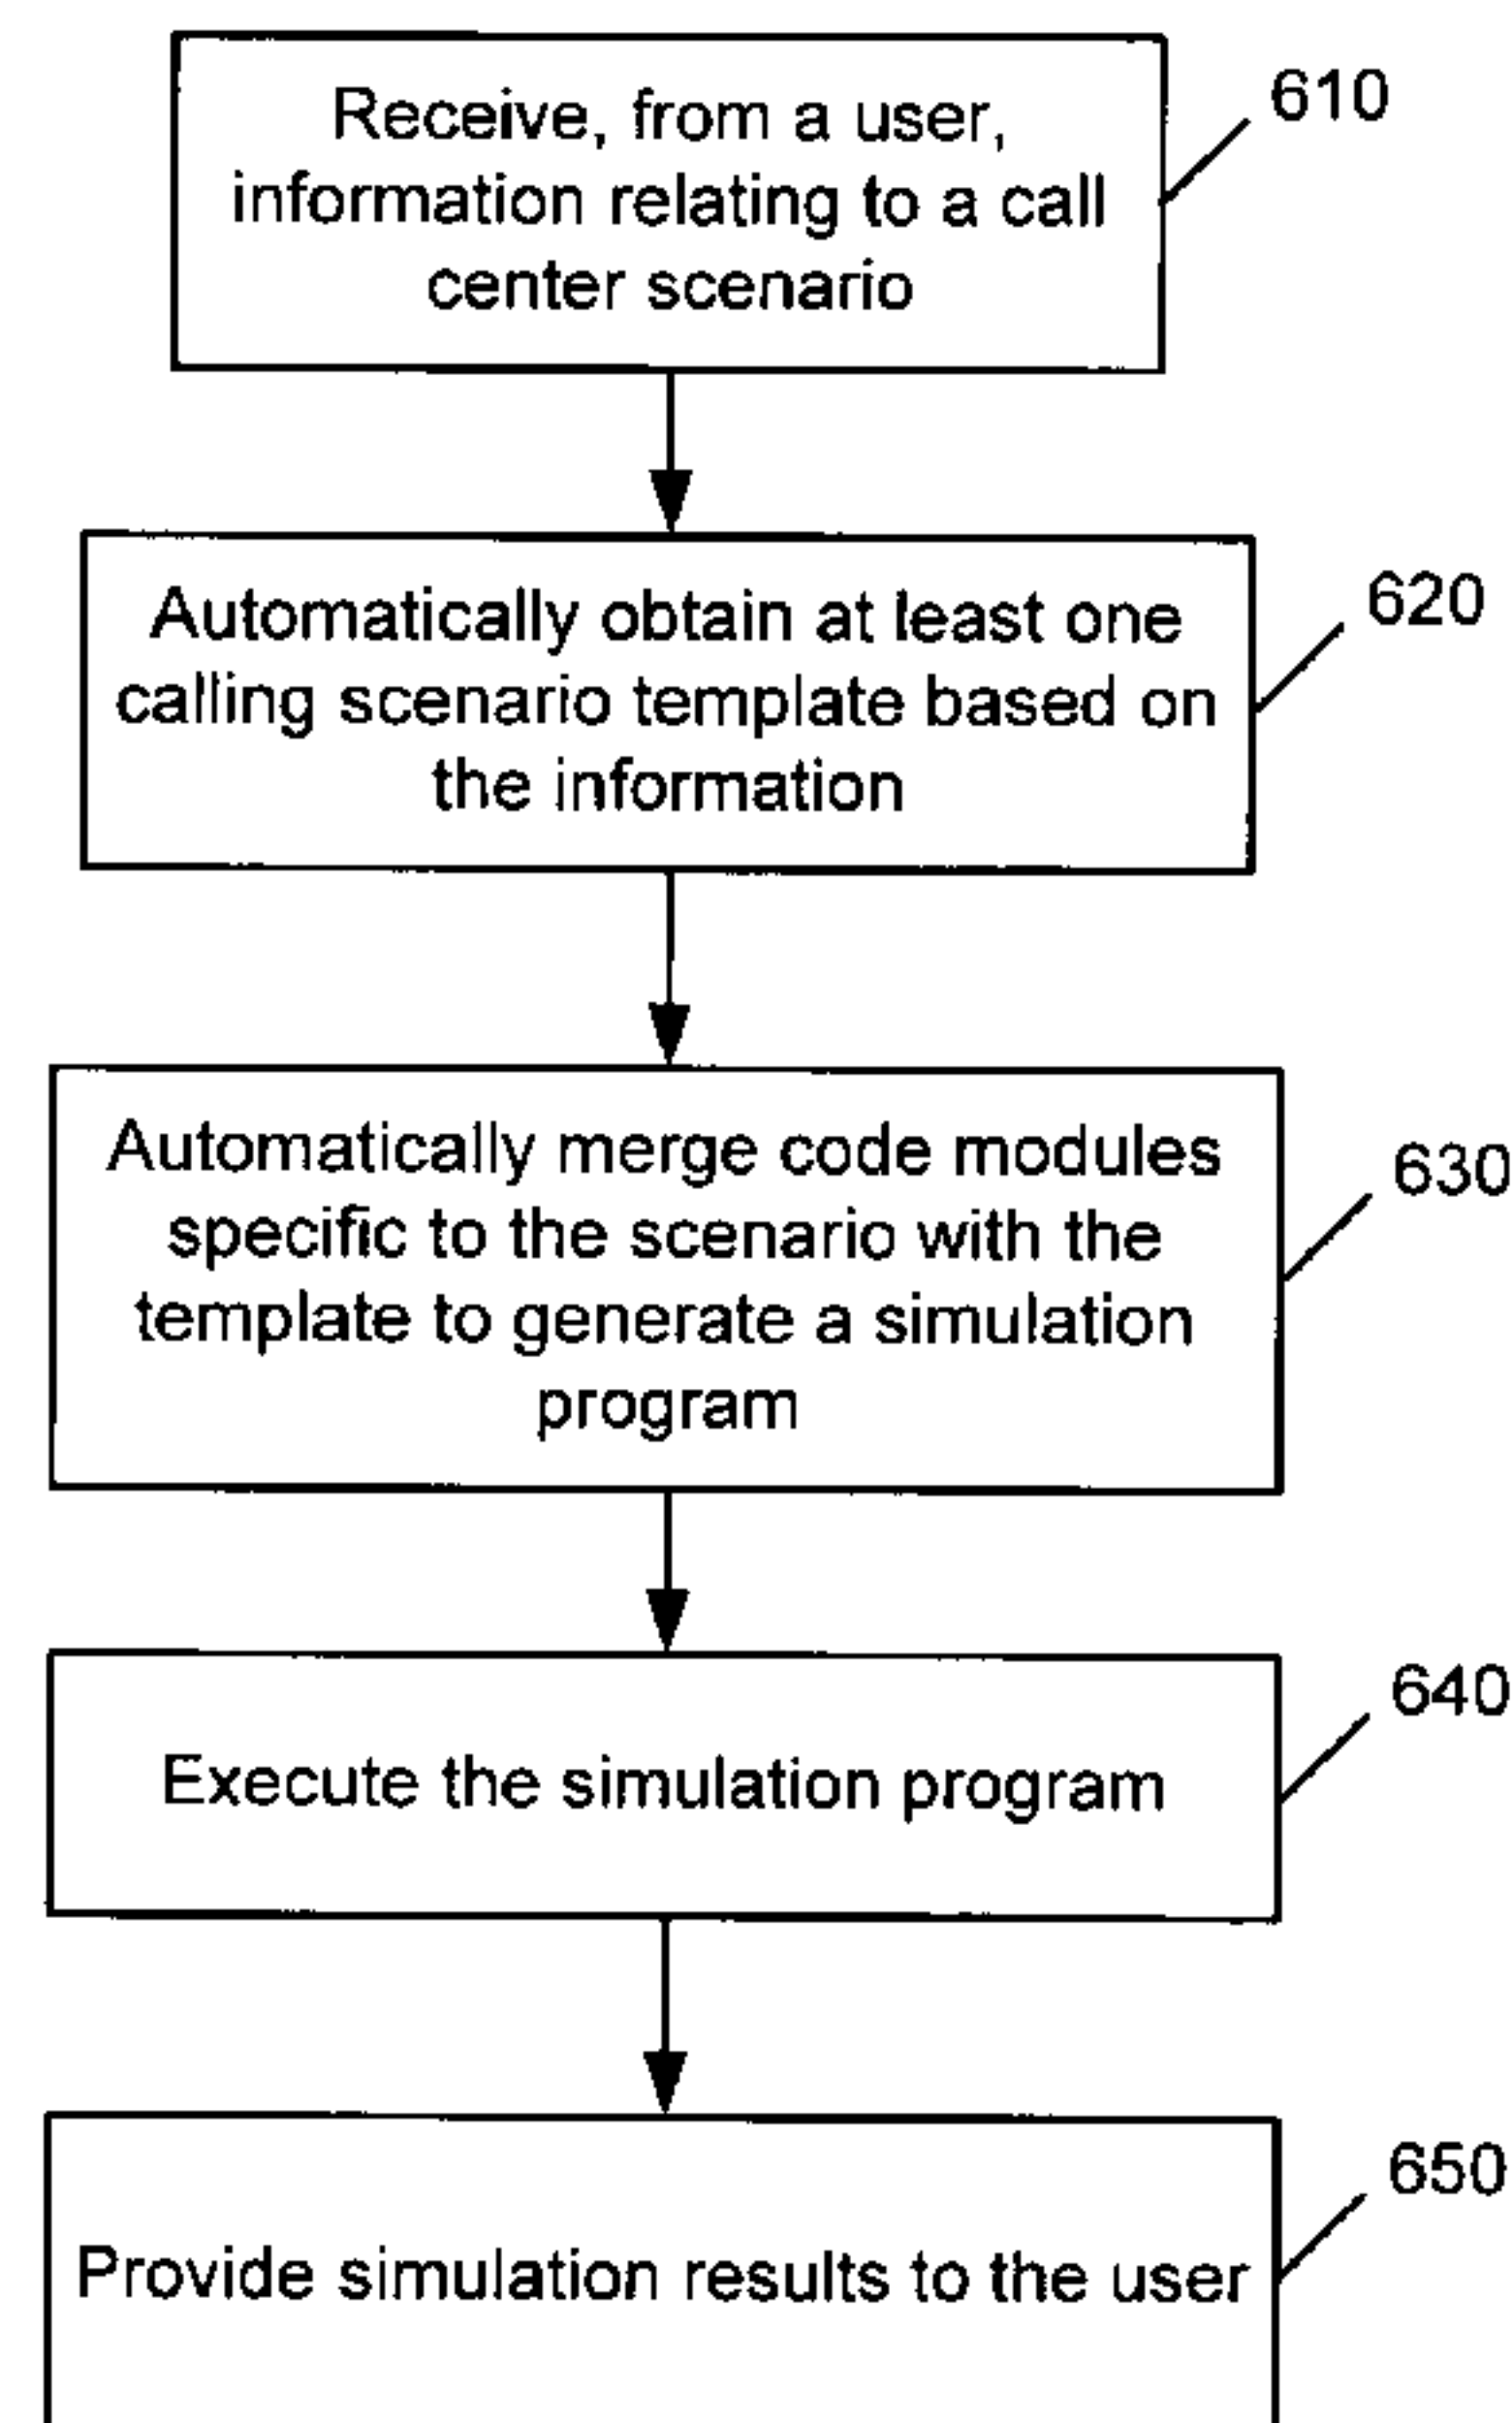 Receive, from a user,
information relating to a call
center scenario
610
Automatically obtain at least one
calling scenario template based on
the information
620
Automatically merge code modules
specific to the scenario with the
template to generate a simulation
program
630
Execute the simulation program
640
Provide simulation results to the user
650